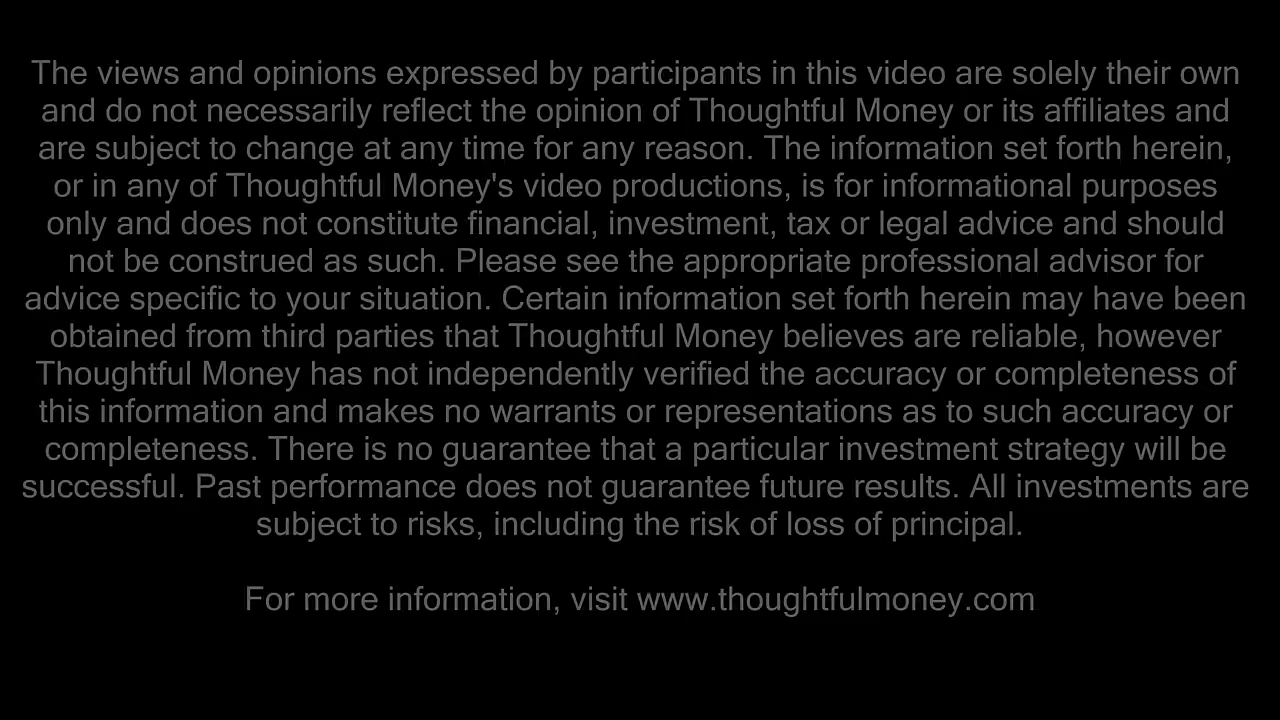 The views and opinions expressed by participants in this video are solely their own
and do not necessarily reflect the opinion of Thoughtful Money or its affiliates and
are subject to change at any time for any reason. The information set forth herein,
or in any of Thoughtful Money's video productions, is for informational purposes
only and does not constitute financial, investment, tax or legal advice and should
not be construed as such. Please see the appropriate professional advisor for
advice specific to your situation. Certain information set forth herein may have been
obtained from third parties that Thoughtful Money believes are reliable, however
Thoughtful Money has not independently verified the accuracy or completeness of
this information and makes no warrants or representations as to such accuracy or
completeness. There is no guarantee that a particular investment strategy will be
successful. Past performance does not guarantee future results. All investments are
subject to risks, including the risk of loss of principal.
For more information, visit www.thoughtfulmoney.com